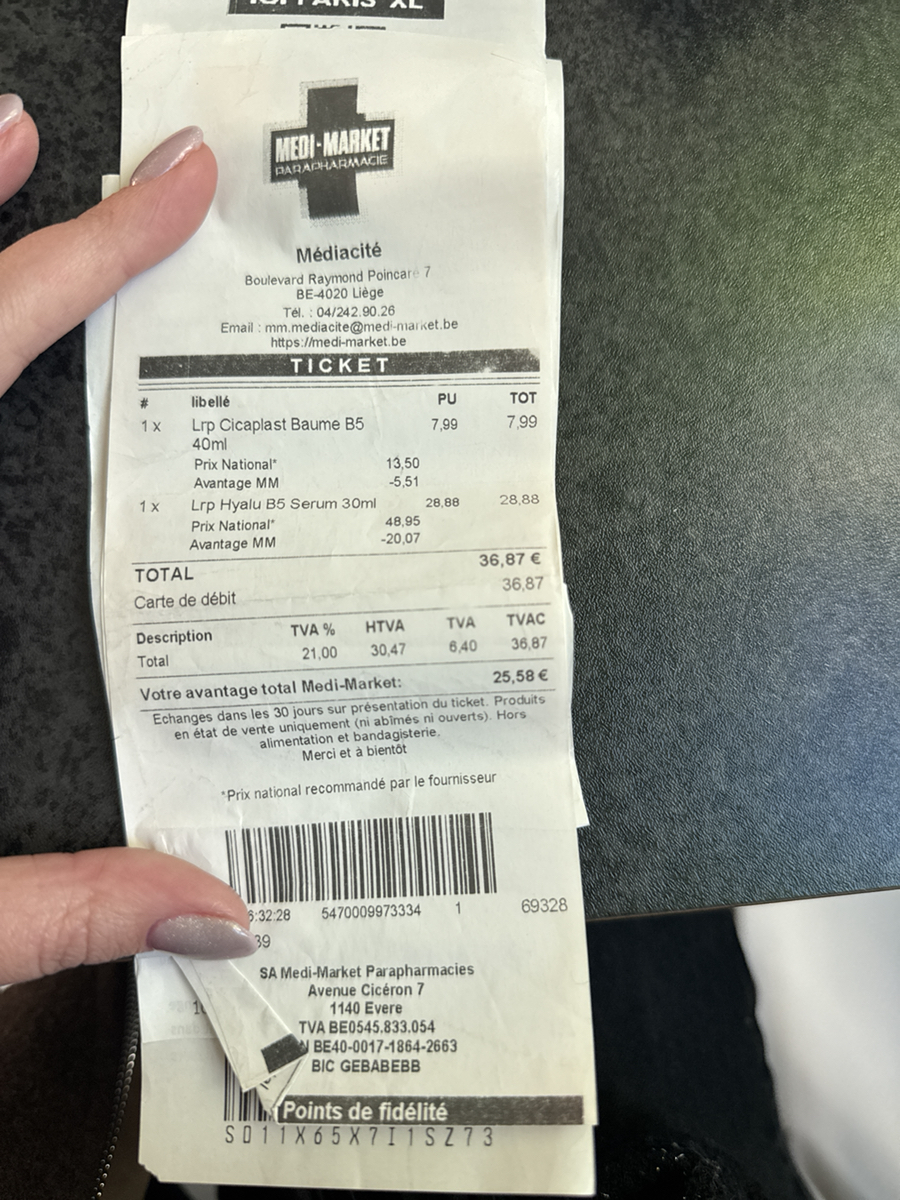 ICI PARIS XL
MEDI-MARKET
PARAPHARMACIE
Médiacité
Boulevard Raymond Poincaré 7
BE-4020 Liège
Tél. : 04/242.90.26
Email : mm.mediacite@medi-market.be
https://medi-market.be
TICKET
# libellé PU TOT
1 x Lrp Cicaplast Baume B5 7,99 7,99
40ml
Prix National* 13,50
Avantage MM -5,51
1 x Lrp Hyalu B5 Serum 30ml 28,88 28,88
Prix National* 48,95
Avantage MM -20,07
TOTAL 36,87 €
Carte de débit 36,87
Description TVA % HTVA TVA TVAC
Total 21,00 30,47 6,40 36,87
Votre avantage total Medi-Market: 25,58 €
Echanges dans les 30 jours sur présentation du ticket. Produits
en état de vente uniquement (ni abîmés ni ouverts). Hors
alimentation et bandagisterie.
Merci et à bientôt
*Prix national recommandé par le fournisseur
6:32:28 5470009973334 1 69328
39
SA Medi-Market Parapharmacies
Avenue Cicéron 7
1140 Evere
TVA BE0545.833.054
N BE40-0017-1864-2663
BIC GEBABEBB
Points de fidélité
S011X65X7I1SZ73